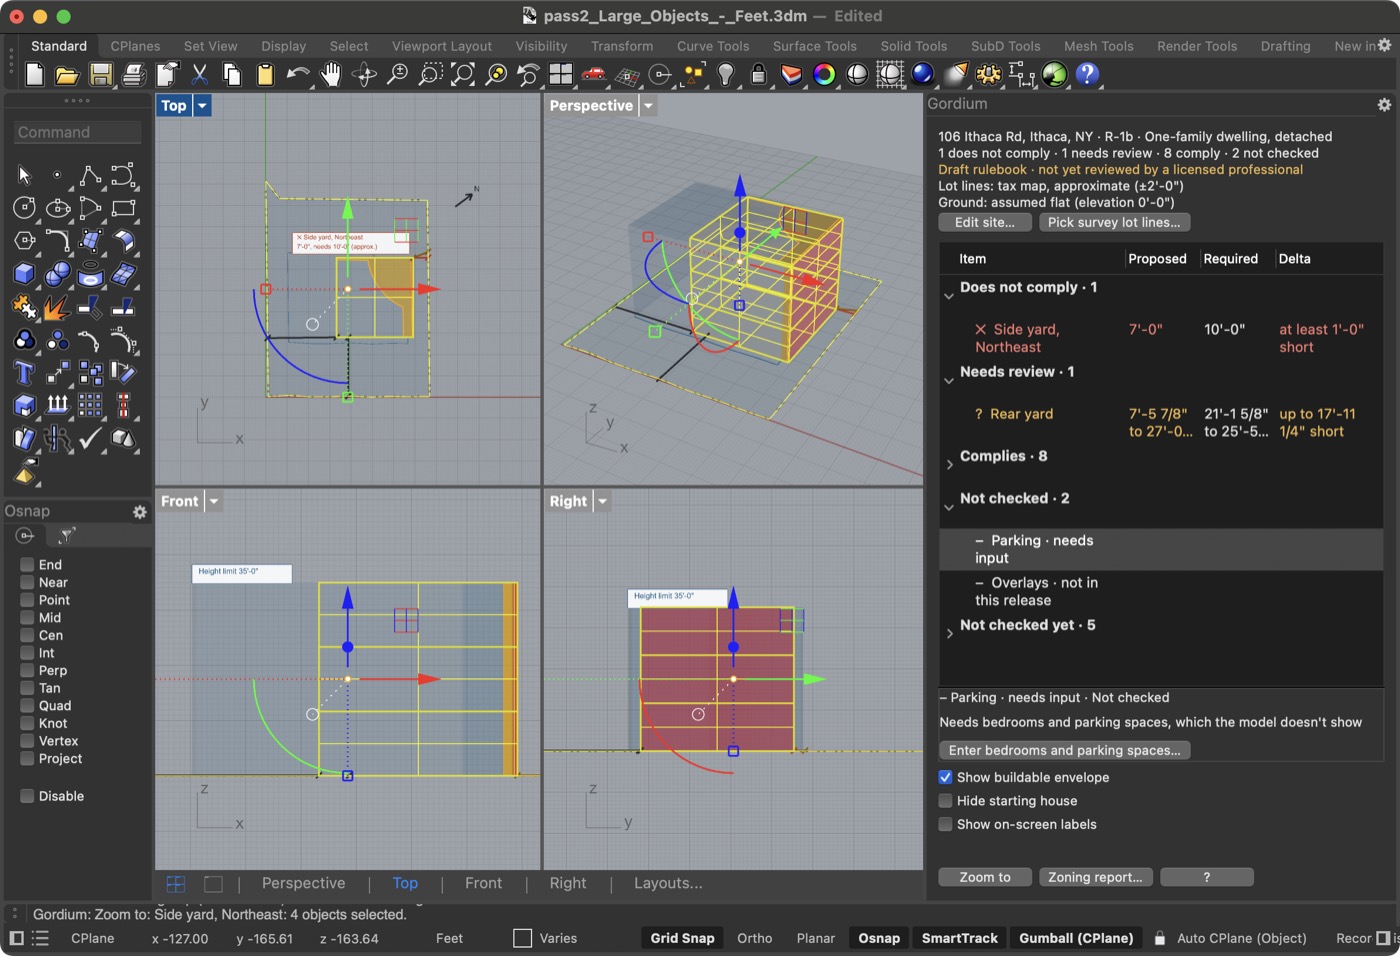 pass2_Large_Objects_-_Feet.3dm — Edited
Standard CPlanes Set View Display Select Viewport Layout Visibility Transform Curve Tools Surface Tools Solid Tools SubD Tools Mesh Tools Render Tools Drafting New in
Command
Top
N
× Side yard, Northeast
7'-0", needs 10'-0" (approx.)
y
x
Perspective
z
y
x
Front
Height limit 35'-0"
z
x
Right
Height limit 35'-0"
z
y
Osnap
End
Near
Point
Mid
Cen
Int
Perp
Tan
Quad
Knot
Vertex
Project
Disable
Gordium
106 Ithaca Rd, Ithaca, NY · R-1b · One-family dwelling, detached
1 does not comply · 1 needs review · 8 comply · 2 not checked
Draft rulebook · not yet reviewed by a licensed professional
Lot lines: tax map, approximate (±2'-0")
Ground: assumed flat (elevation 0'-0")
Edit site... Pick survey lot lines...
Item Proposed Required Delta
Does not comply · 1
× Side yard, Northeast 7'-0" 10'-0" at least 1'-0" short
Needs review · 1
? Rear yard 7'-5 7/8" to 27'-0... 21'-1 5/8" to 25'-5... up to 17'-11 1/4" short
Complies · 8
Not checked · 2
– Parking · needs input
– Overlays · not in this release
Not checked yet · 5
– Parking · needs input · Not checked
Needs bedrooms and parking spaces, which the model doesn't show
Enter bedrooms and parking spaces...
Show buildable envelope
Hide starting house
Show on-screen labels
Zoom to Zoning report... ?
Perspective Top Front Right Layouts...
Gordium: Zoom to: Side yard, Northeast: 4 objects selected.
CPlane x -127.00 y -165.61 z -163.64 Feet Varies Grid Snap Ortho Planar Osnap SmartTrack Gumball (CPlane) Auto CPlane (Object) Recor